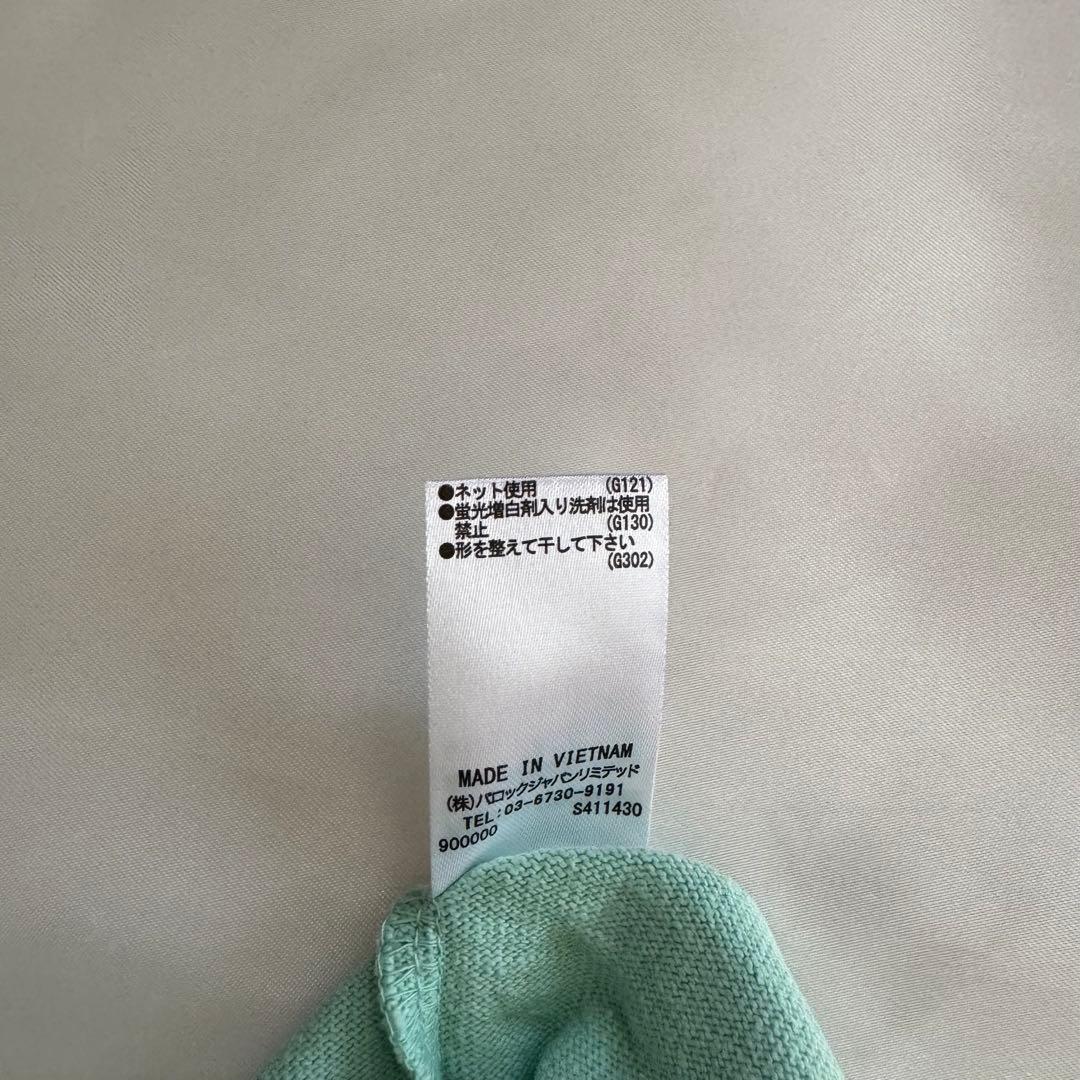 ●ネット使用 (G121)
●蛍光増白剤入り洗剤は使用
禁止 (G130)
●形を整えて干して下さい
(G302)
MADE IN VIETNAM
(株)バロックジャパンリミテッド
TEL:03-6730-9191
900000 S411430